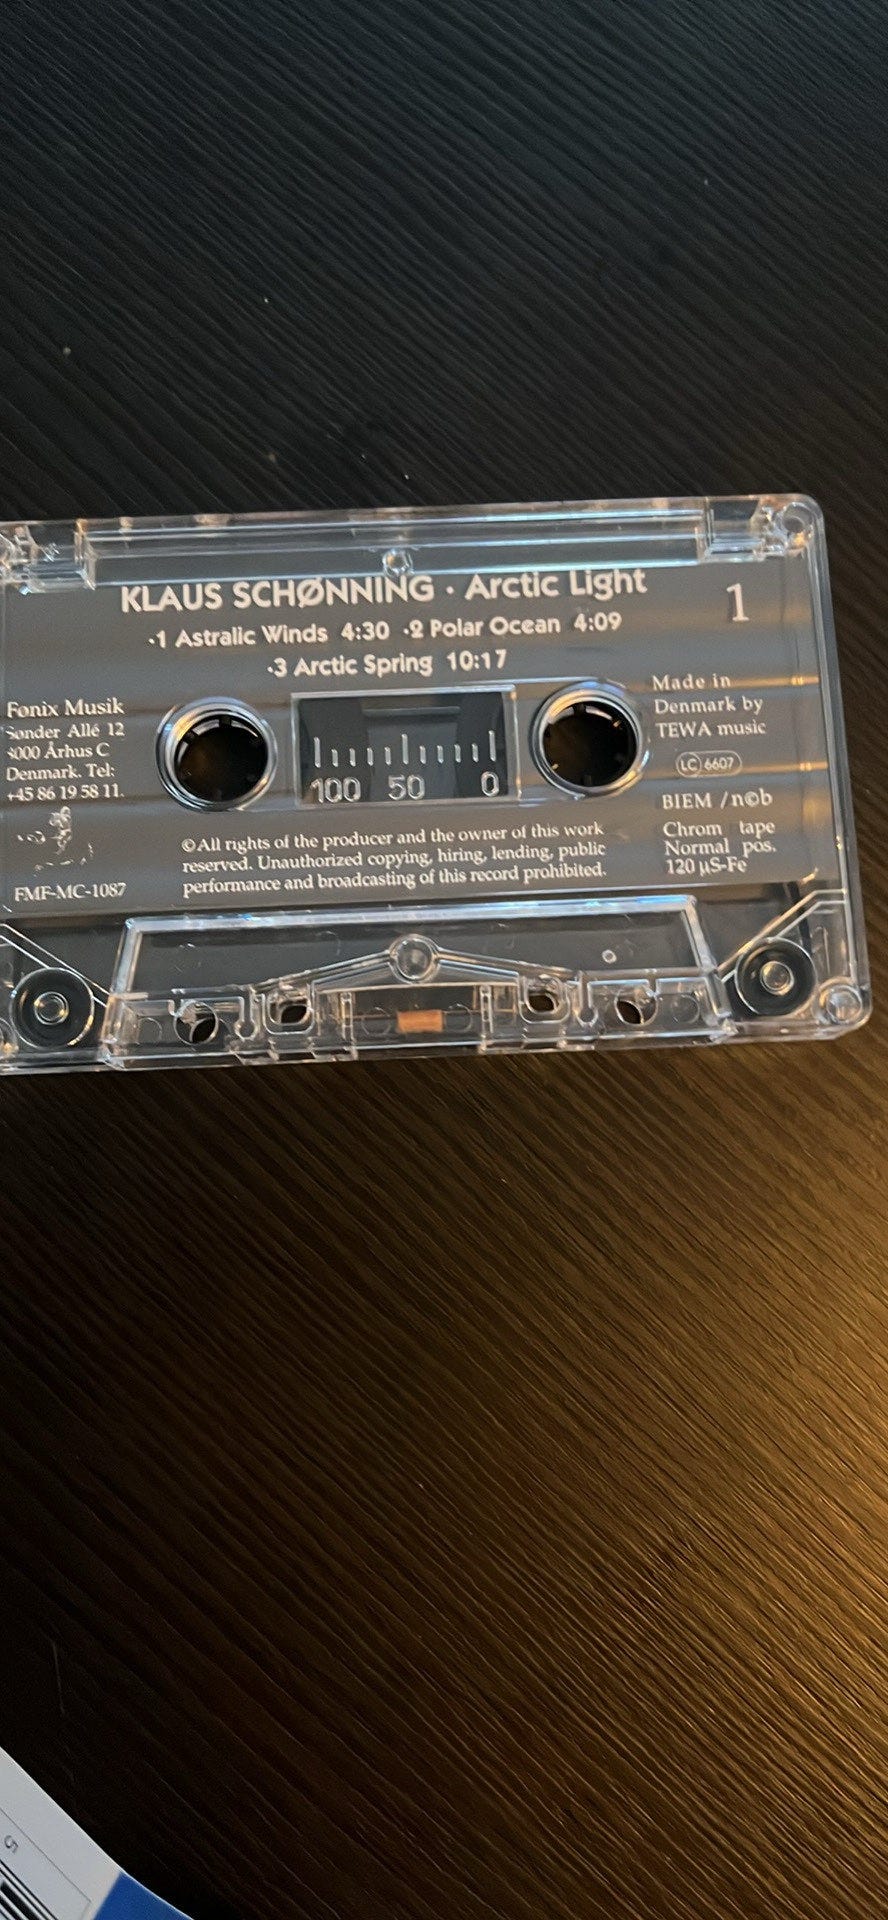 KLAUS SCHØNNING · Arctic Light
1
·1 Astralic Winds 4:30 ·2 Polar Ocean 4:09
·3 Arctic Spring 10:17
Fønix Musik
Sønder Allé 12
8000 Århus C
Denmark. Tel:
+45 86 19 58 11.
FMF-MC-1087
100 50 0
©All rights of the producer and the owner of this work
reserved. Unauthorized copying, hiring, lending, public
performance and broadcasting of this record prohibited.
Made in
Denmark by
TEWA music
LC 6607
BIEM / n©b
Chrom tape
Normal pos.
120 µS-Fe
5